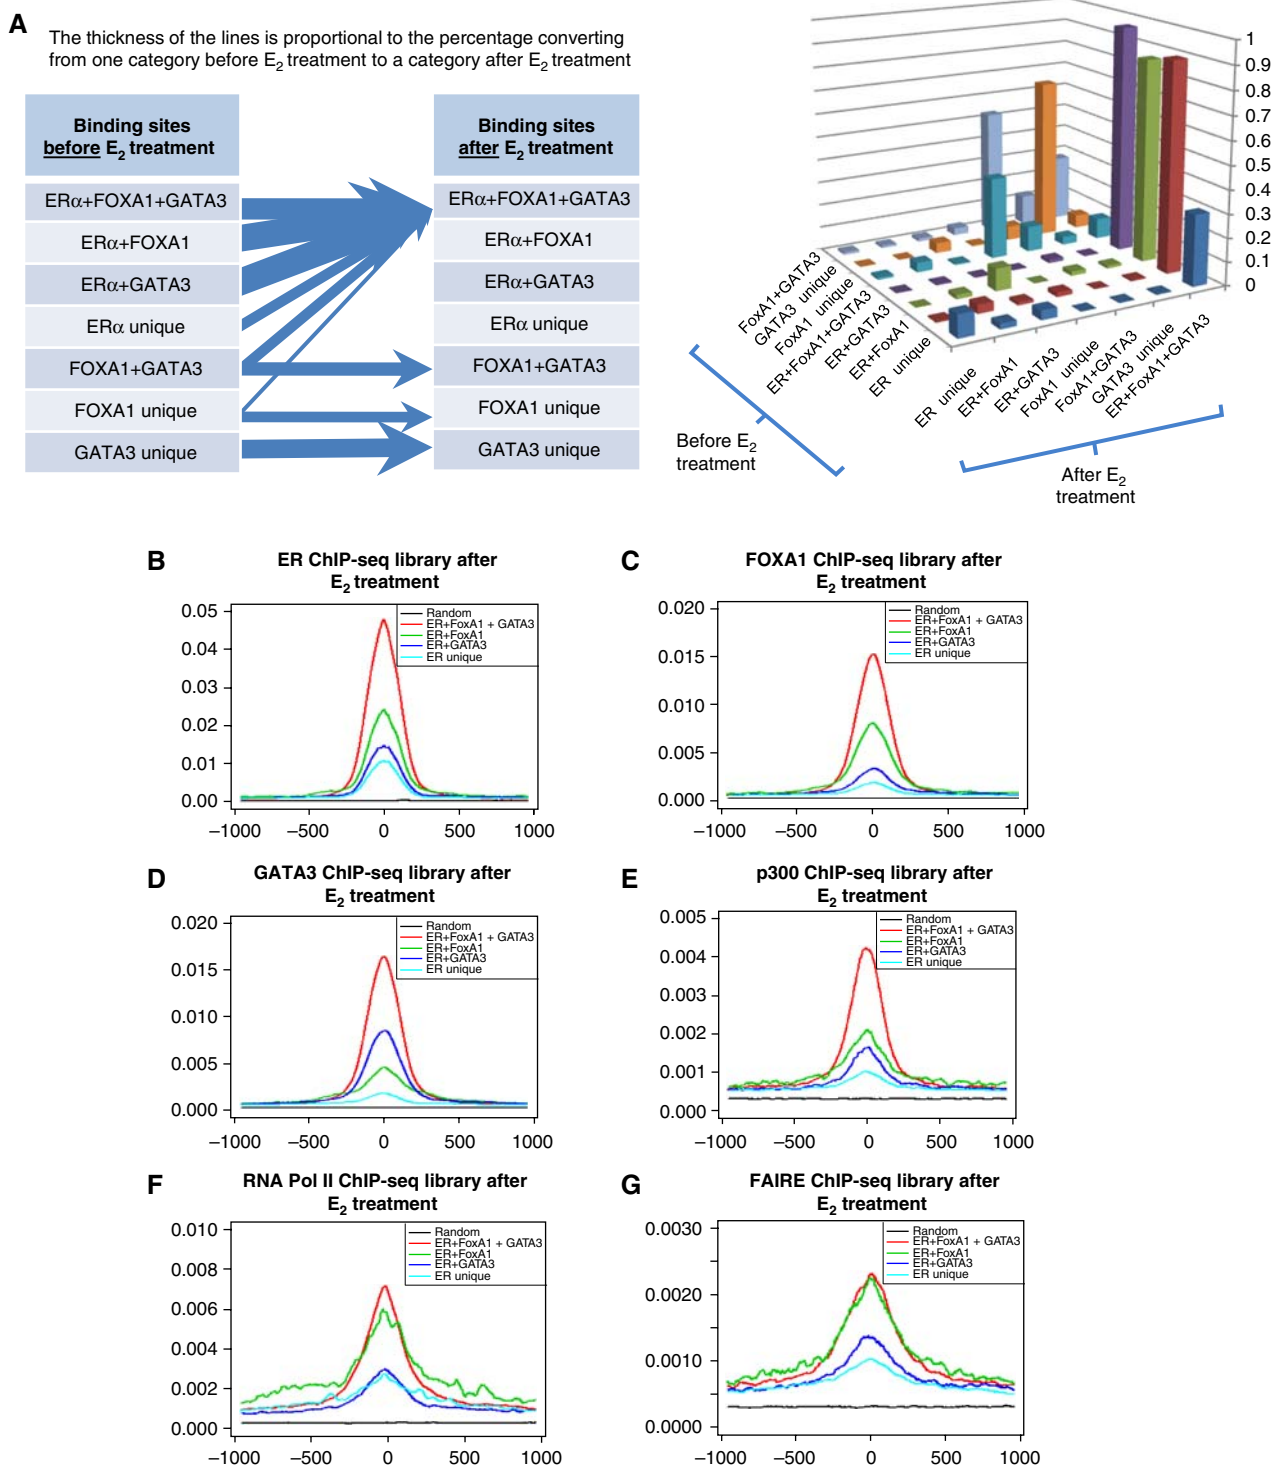 A
The thickness of the lines is proportional to the percentage converting
from one category before E2 treatment to a category after E2 treatment
Binding sites
before E2 treatment
ERα+FOXA1+GATA3
ERα+FOXA1
ERα+GATA3
ERα unique
FOXA1+GATA3
FOXA1 unique
GATA3 unique
Binding sites
after E2 treatment
ERα+FOXA1+GATA3
ERα+FOXA1
ERα+GATA3
ERα unique
FOXA1+GATA3
FOXA1 unique
GATA3 unique
1
0.9
0.8
0.7
0.6
0.5
0.4
0.3
0.2
0.1
0
FoxA1+GATA3
GATA3 unique
FoxA1 unique
ER+FoxA1+GATA3
ER+GATA3
ER+FoxA1
ER unique
ER unique
ER+FoxA1
ER+GATA3
FoxA1 unique
FoxA1+GATA3
GATA3 unique
ER+FoxA1+GATA3
Before E2
treatment
After E2
treatment
B
ER ChIP-seq library after
E2 treatment
0.05
0.04
0.03
0.02
0.01
0.00
Random
ER+FoxA1 + GATA3
ER+FoxA1
ER+GATA3
ER unique
−1000 −500 0 500 1000
C
FOXA1 ChIP-seq library after
E2 treatment
0.020
0.015
0.010
0.005
0.000
Random
ER+FoxA1 + GATA3
ER+FoxA1
ER+GATA3
ER unique
−1000 −500 0 500 1000
D
GATA3 ChIP-seq library after
E2 treatment
0.020
0.015
0.010
0.005
0.000
Random
ER+FoxA1 + GATA3
ER+FoxA1
ER+GATA3
ER unique
−1000 −500 0 500 1000
E
p300 ChIP-seq library after
E2 treatment
0.005
0.004
0.003
0.002
0.001
0.000
Random
ER+FoxA1 + GATA3
ER+FoxA1
ER+GATA3
ER unique
−1000 −500 0 500 1000
F
RNA Pol II ChIP-seq library after
E2 treatment
0.010
0.008
0.006
0.004
0.002
0.000
Random
ER+FoxA1 + GATA3
ER+FoxA1
ER+GATA3
ER unique
−1000 −500 0 500 1000
G
FAIRE ChIP-seq library after
E2 treatment
0.0030
0.0020
0.0010
0.0000
Random
ER+FoxA1 + GATA3
ER+FoxA1
ER+GATA3
ER unique
−1000 −500 0 500 1000